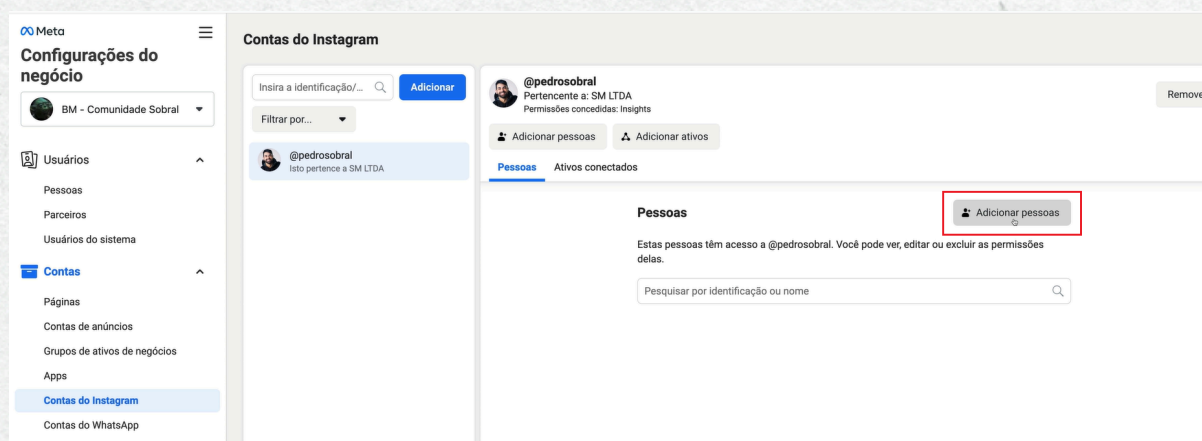 Meta
Configurações do
negócio
BM - Comunidade Sobral
Usuários
Pessoas
Parceiros
Usuários do sistema
Contas
Páginas
Contas de anúncios
Grupos de ativos de negócios
Apps
Contas do Instagram
Contas do WhatsApp
Contas do Instagram
Insira a identificação/...
Adicionar
Filtrar por...
@pedrosobral
Isto pertence a SM LTDA
@pedrosobral
Pertencente a: SM LTDA
Permissões concedidas: Insights
Remove
Adicionar pessoas
Adicionar ativos
Pessoas
Ativos conectados
Pessoas
Adicionar pessoas
Estas pessoas têm acesso a @pedrosobral. Você pode ver, editar ou excluir as permissões
delas.
Pesquisar por identificação ou nome